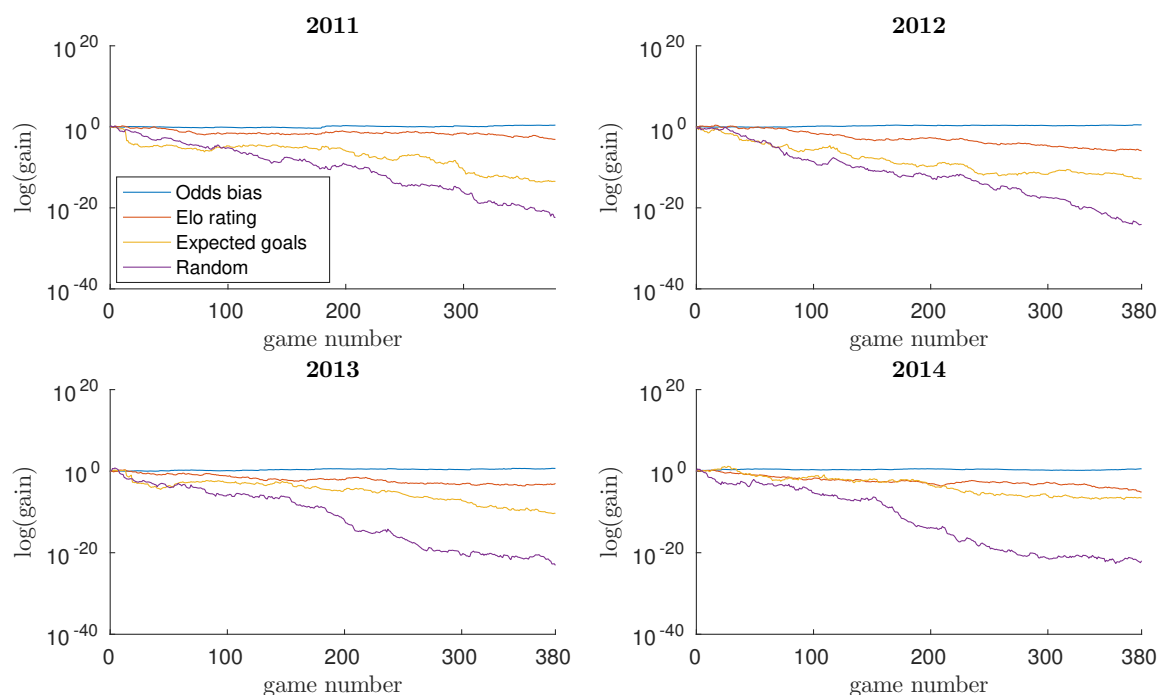 2011
10^20
10^0
10^-20
10^-40
log(gain)
Odds bias
Elo rating
Expected goals
Random
0 100 200 300
game number
2012
10^20
10^0
10^-20
10^-40
log(gain)
0 100 200 300 380
game number
2013
10^20
10^0
10^-20
10^-40
log(gain)
0 100 200 300 380
game number
2014
10^20
10^0
10^-20
10^-40
log(gain)
0 100 200 300 380
game number